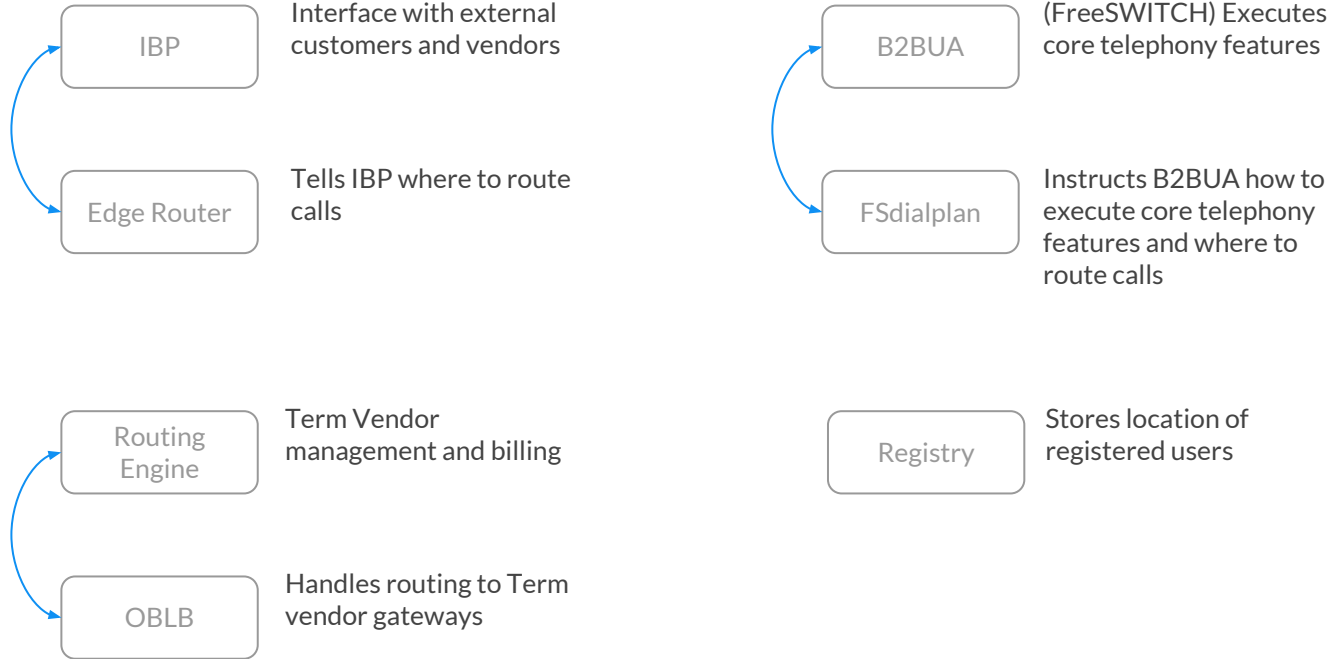 IBP
Interface with external
customers and vendors
Edge Router
Tells IBP where to route
calls
B2BUA
(FreeSWITCH) Executes
core telephony features
FSdialplan
Instructs B2BUA how to
execute core telephony
features and where to
route calls
Routing
Engine
Term Vendor
management and billing
OBLB
Handles routing to Term
vendor gateways
Registry
Stores location of
registered users